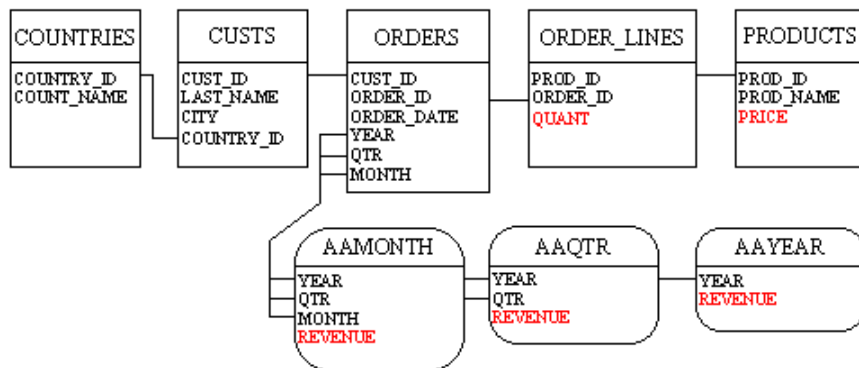 COUNTRIES
COUNTRY_ID
COUNT_NAME
CUSTS
CUST_ID
LAST_NAME
CITY
COUNTRY_ID
ORDERS
CUST_ID
ORDER_ID
ORDER_DATE
YEAR
QTR
MONTH
ORDER_LINES
PROD_ID
ORDER_ID
QUANT
PRODUCTS
PROD_ID
PROD_NAME
PRICE
AAMONTH
YEAR
QTR
MONTH
REVENUE
AAQTR
YEAR
QTR
REVENUE
AAYEAR
YEAR
REVENUE